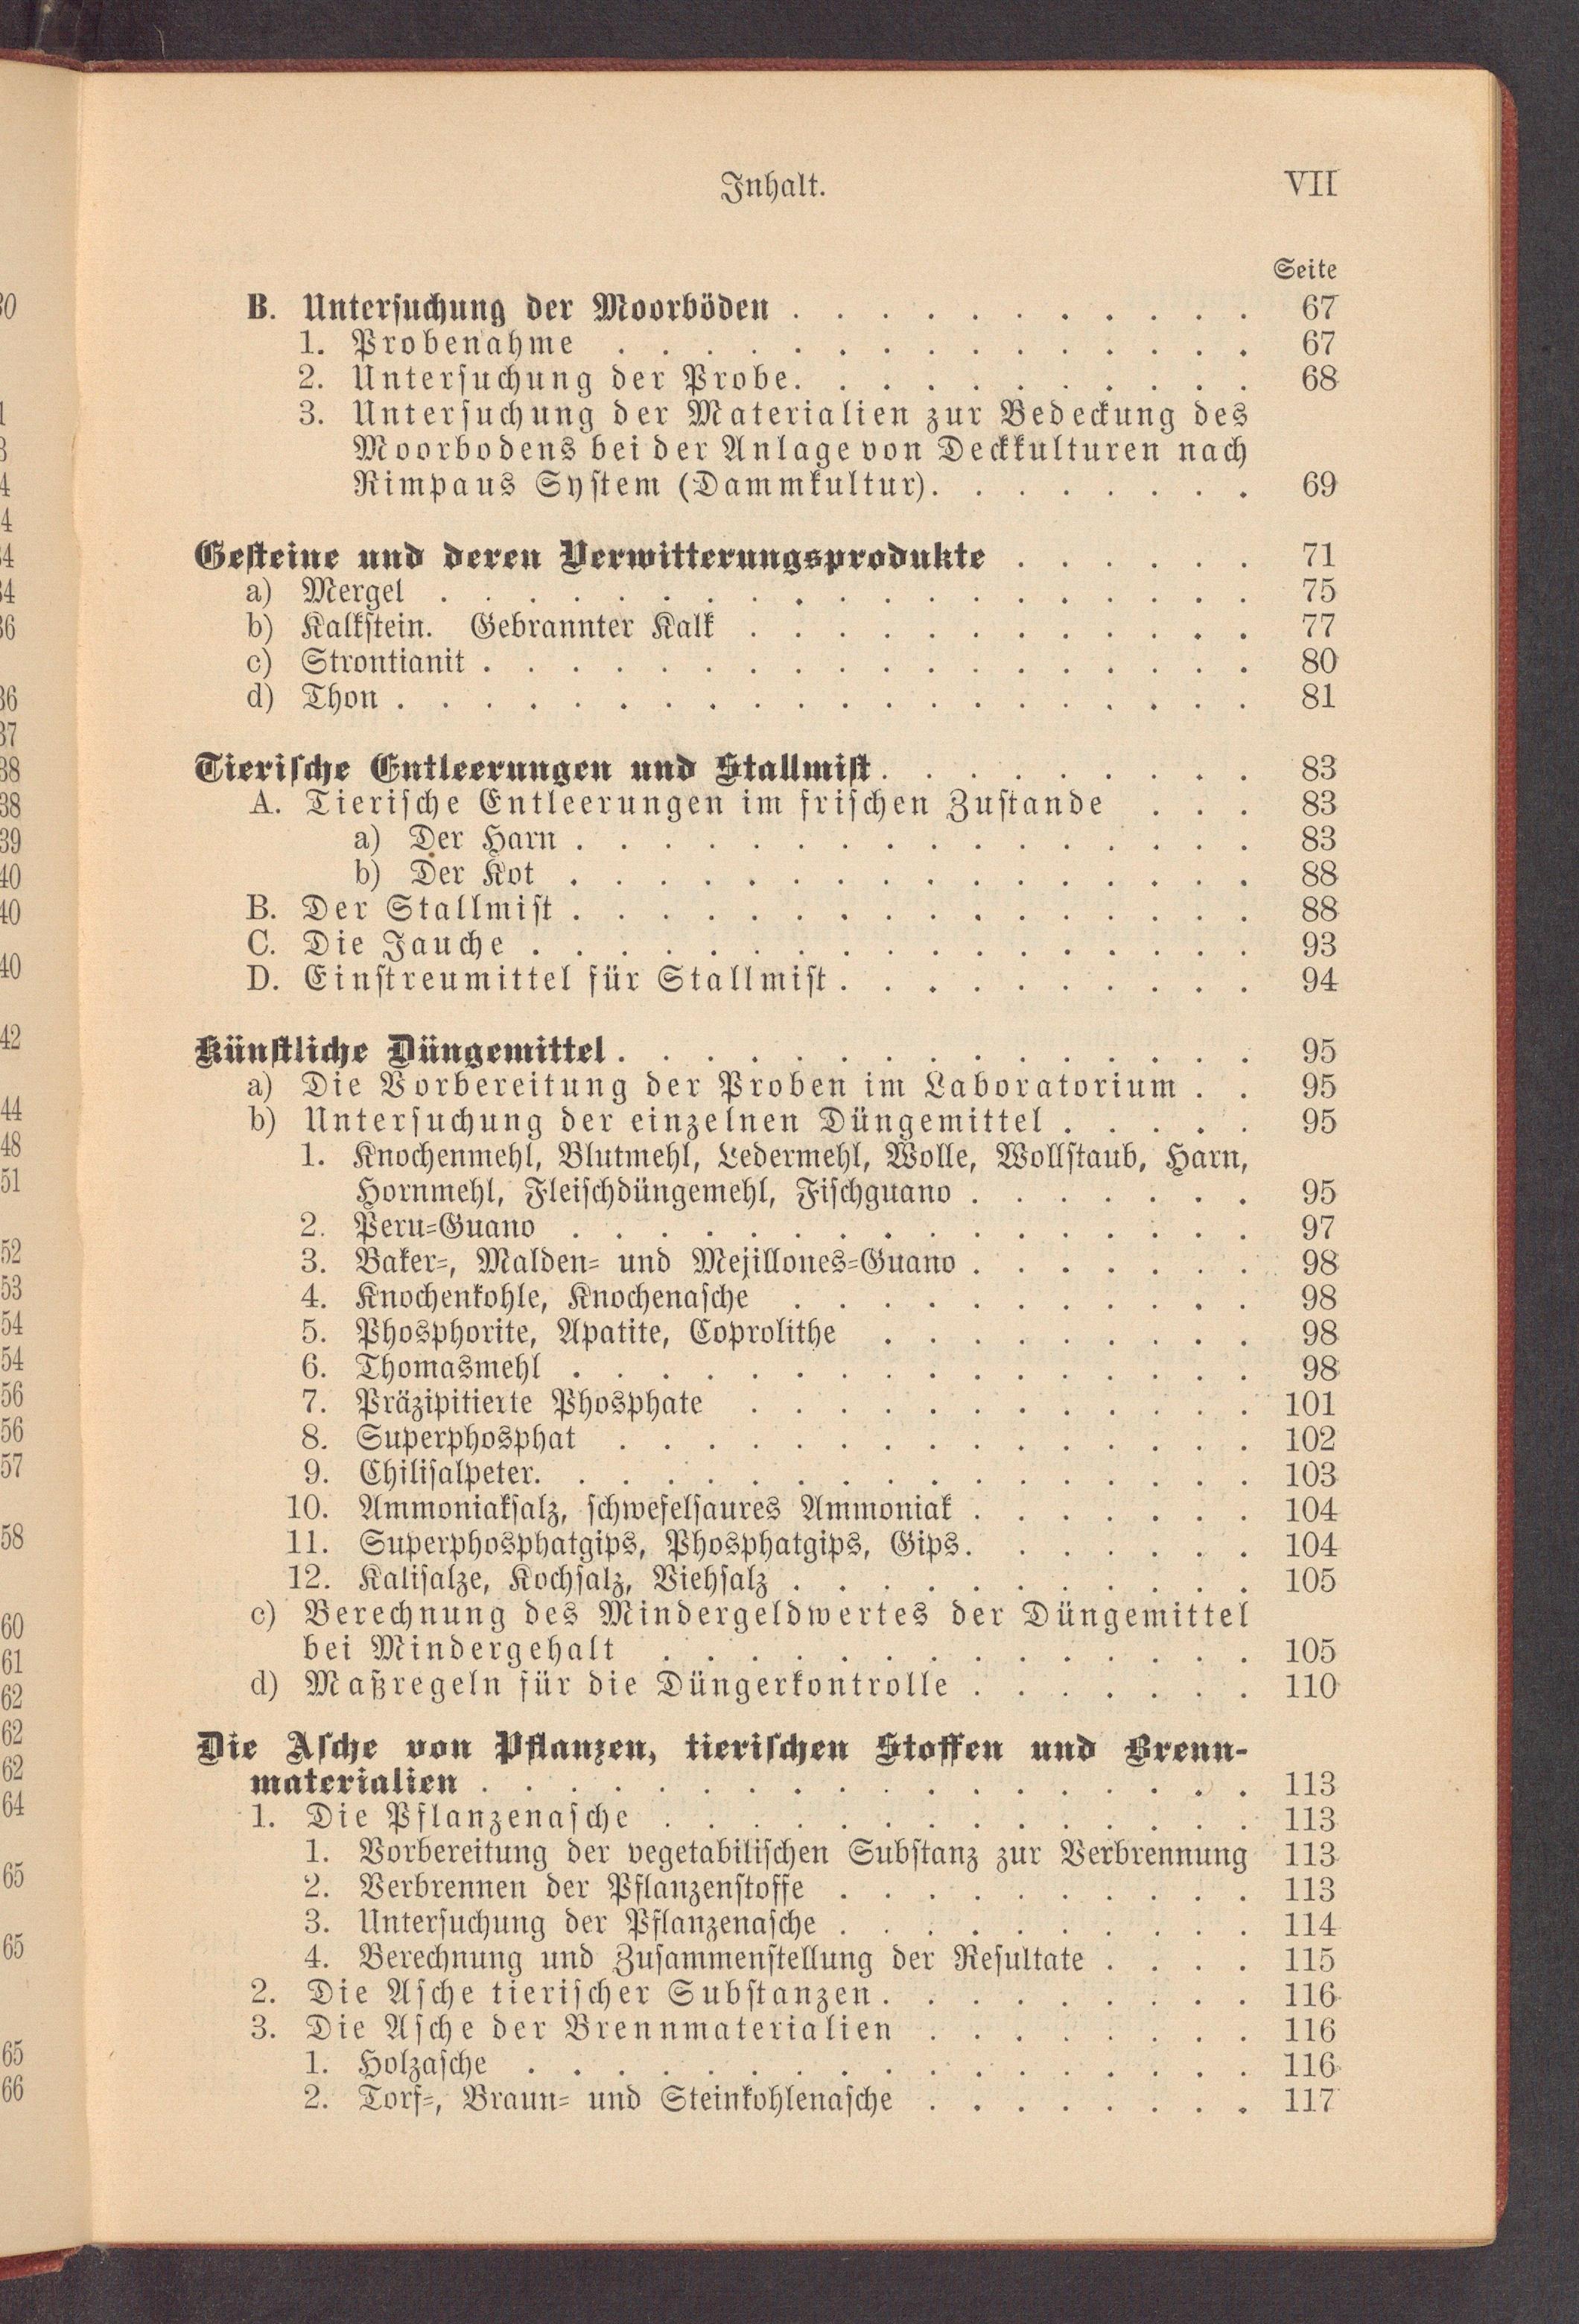 Inhalt. VII
Seite
B. Untersuchung der Moorböden . . . . . . . . . . . 67
1. Probenahme . . . . . . . . . . . . . . . 67
2. Untersuchung der Probe. . . . . . . . . . . 68
3. Untersuchung der Materialien zur Bedeckung des
Moorbodens bei der Anlage von Deckkulturen nach
Rimpaus System (Dammkultur). . . . . . . . 69
Gesteine und deren Verwitterungsprodukte . . . . . . 71
a) Mergel . . . . . . . . . . . . . . . . . . . 75
b) Kalkstein. Gebrannter Kalk . . . . . . . . . . . . 77
c) Strontianit . . . . . . . . . . . . . . . . . . 80
d) Thon . . . . . . . . . . . . . . . . . . . . 81
Tierische Entleerungen und Stallmist . . . . . . . . . 83
A. Tierische Entleerungen im frischen Zustande . . . 83
a) Der Harn . . . . . . . . . . . . . . . . 83
b) Der Kot . . . . . . . . . . . . . . . . 88
B. Der Stallmist . . . . . . . . . . . . . . . . 88
C. Die Jauche . . . . . . . . . . . . . . . . . 93
D. Einstreumittel für Stallmist . . . . . . . . . . 94
Künstliche Düngemittel . . . . . . . . . . . . . . . 95
a) Die Vorbereitung der Proben im Laboratorium . . 95
b) Untersuchung der einzelnen Düngemittel . . . . . 95
1. Knochenmehl, Blutmehl, Ledermehl, Wolle, Wollstaub, Harn,
Hornmehl, Fleischdüngemehl, Fischguano . . . . . . . 95
2. Peru-Guano . . . . . . . . . . . . . . . . 97
3. Baker-, Malden- und Mejillones-Guano . . . . . . . 98
4. Knochenkohle, Knochenasche . . . . . . . . . . . 98
5. Phosphorite, Apatite, Coprolithe . . . . . . . . . 98
6. Thomasmehl . . . . . . . . . . . . . . . . 98
7. Präzipitierte Phosphate . . . . . . . . . . . . 101
8. Superphosphat . . . . . . . . . . . . . . . 102
9. Chilisalpeter. . . . . . . . . . . . . . . . . 103
10. Ammoniaksalz, schwefelsaures Ammoniak . . . . . . . 104
11. Superphosphatgips, Phosphatgips, Gips. . . . . . . 104
12. Kalisalze, Kochsalz, Viehsalz . . . . . . . . . . . 105
c) Berechnung des Mindergeldwertes der Düngemittel
bei Mindergehalt . . . . . . . . . . . . . . 105
d) Maßregeln für die Düngerkontrolle . . . . . . . 110
Die Asche von Pflanzen, tierischen Stoffen und Brenn-
materialien . . . . . . . . . . . . . . . . . . 113
1. Die Pflanzenasche . . . . . . . . . . . . . . 113
1. Vorbereitung der vegetabilischen Substanz zur Verbrennung 113
2. Verbrennen der Pflanzenstoffe . . . . . . . . . . 113
3. Untersuchung der Pflanzenasche . . . . . . . . . . 114
4. Berechnung und Zusammenstellung der Resultate . . . . 115
2. Die Asche tierischer Substanzen . . . . . . . . . 116
3. Die Asche der Brennmaterialien . . . . . . . . 116
1. Holzasche . . . . . . . . . . . . . . . . . 116
2. Torf-, Braun- und Steinkohlenasche . . . . . . . . 117